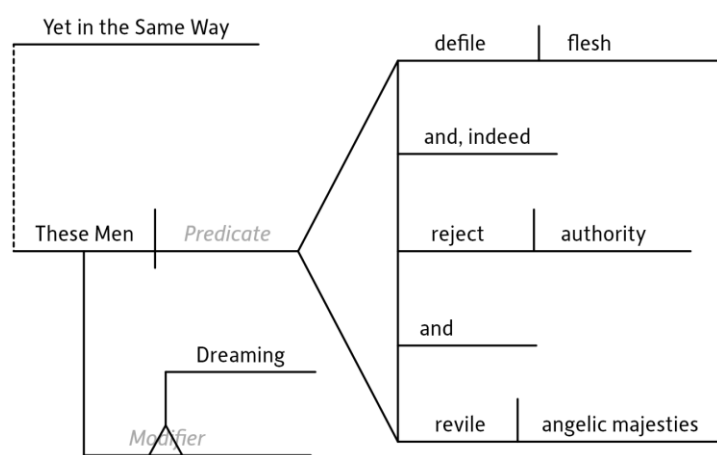 Yet in the Same Way
defile flesh
and, indeed
These Men Predicate reject authority
and
Dreaming
Modifier revile angelic majesties